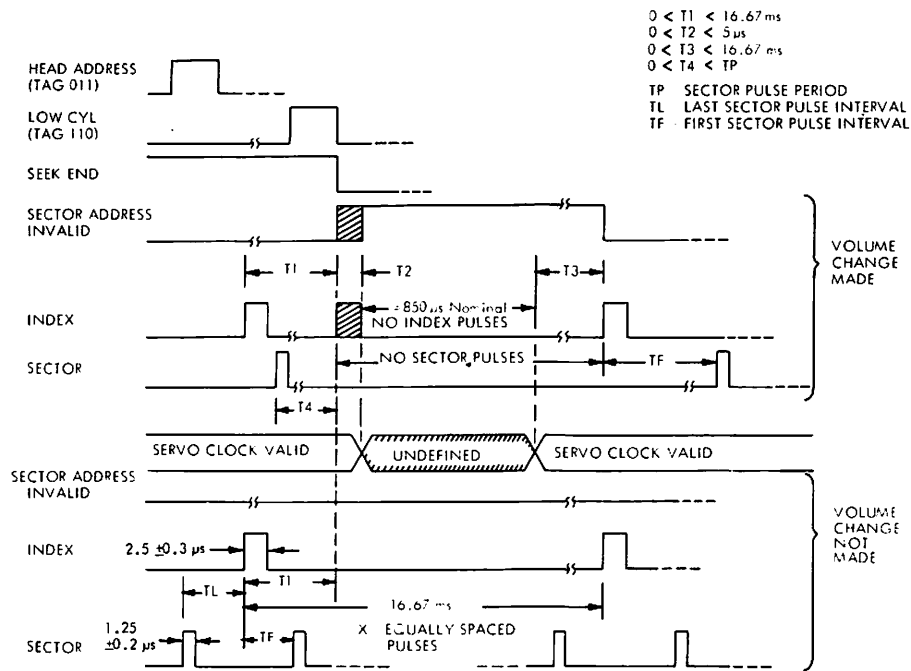 0 < T1 < 16.67 ms
0 < T2 < 5 μs
0 < T3 < 16.67 ms
0 < T4 < TP
TP SECTOR PULSE PERIOD
TL LAST SECTOR PULSE INTERVAL
TF FIRST SECTOR PULSE INTERVAL
HEAD ADDRESS
(TAG 011)
LOW CYL
(TAG 110)
SEEK END
SECTOR ADDRESS
INVALID
T1
T2
T3
VOLUME
CHANGE
MADE
INDEX
≈850 μs Nominal
NO INDEX PULSES
SECTOR
NO SECTOR PULSES
TF
T4
SERVO CLOCK VALID
UNDEFINED
SERVO CLOCK VALID
SECTOR ADDRESS
INVALID
VOLUME
CHANGE
NOT
MADE
INDEX
2.5 ±0.3 μs
TL
T1
16.67 ms
SECTOR
1.25
±0.2 μs
TF
X EQUALLY SPACED
PULSES